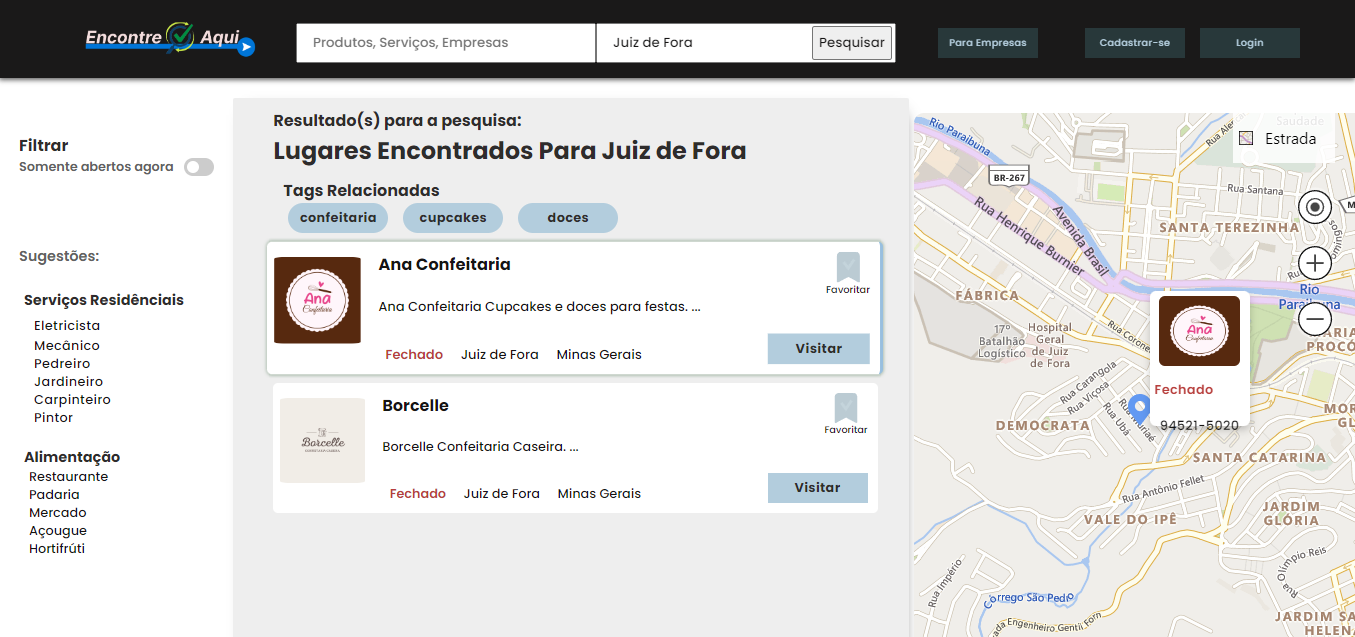 Encontre Aqui
Produtos, Serviços, Empresas
Juiz de Fora
Pesquisar
Para Empresas
Cadastrar-se
Login
Filtrar
Somente abertos agora
Sugestões:
Serviços Residênciais
Eletricista
Mecânico
Pedreiro
Jardineiro
Carpinteiro
Pintor
Alimentação
Restaurante
Padaria
Mercado
Açougue
Hortifrúti
Resultado(s) para a pesquisa:
Lugares Encontrados Para Juiz de Fora
Tags Relacionadas
confeitaria
cupcakes
doces
Ana
Confeitaria
Ana Confeitaria
Favoritar
Ana Confeitaria Cupcakes e doces para festas. ...
Fechado Juiz de Fora Minas Gerais
Visitar
Borcelle
Borcelle
Favoritar
Borcelle Confeitaria Caseira. ...
Fechado Juiz de Fora Minas Gerais
Visitar
Rio Paraibuna
Saudade
Estrada
BR-267
Rua Santana
Rua Henrique Burnier
Avenida Brasil
SANTA TEREZINHA
FÁBRICA
Rio
Paraibuna
17º
Batalhão
Logístico
Hospital
Geral
de Juiz
de Fora
Ana
Confeitaria
Fechado
94521-5020
Rua Carangola
Rua Viçosa
Rua Ubá
DEMOCRATA
SANTA CATARINA
Rua Antônio Fellet
VALE DO IPÊ
JARDIM
GLÓRIA
Rua Olímpio Reis
Rua Império
Corrego São Pedro
Engenheiro Gentil Forn